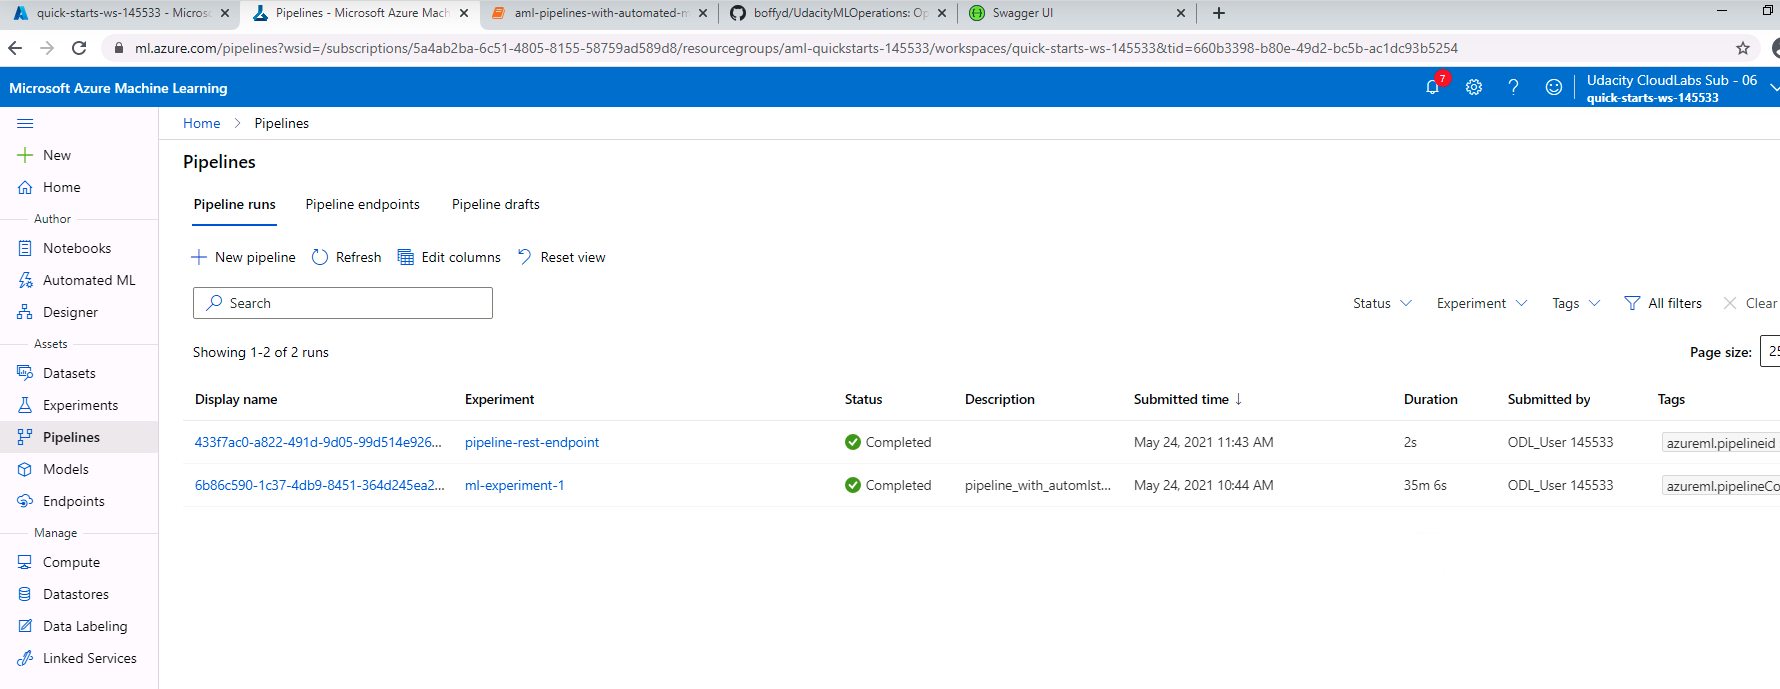 quick-starts-ws-145533 - Microso
Pipelines - Microsoft Azure Mach
aml-pipelines-with-automated-m
boffyd/UdacityMLOperations: Op
Swagger UI
ml.azure.com/pipelines?wsid=/subscriptions/5a4ab2ba-6c51-4805-8155-58759ad589d8/resourcegroups/aml-quickstarts-145533/workspaces/quick-starts-ws-145533&tid=660b3398-b80e-49d2-bc5b-ac1dc93b5254
Microsoft Azure Machine Learning
7
?
Udacity CloudLabs Sub - 06
quick-starts-ws-145533
Home > Pipelines
New
Home
Author
Notebooks
Automated ML
Designer
Assets
Datasets
Experiments
Pipelines
Models
Endpoints
Manage
Compute
Datastores
Data Labeling
Linked Services
Pipelines
Pipeline runs Pipeline endpoints Pipeline drafts
New pipeline Refresh Edit columns Reset view
Search
Status Experiment Tags All filters Clear
Showing 1-2 of 2 runs
Page size: 25
Display name Experiment Status Description Submitted time ↓ Duration Submitted by Tags
433f7ac0-a822-491d-9d05-99d514e926... pipeline-rest-endpoint Completed May 24, 2021 11:43 AM 2s ODL_User 145533 azureml.pipelineid
6b86c590-1c37-4db9-8451-364d245ea2... ml-experiment-1 Completed pipeline_with_automlst... May 24, 2021 10:44 AM 35m 6s ODL_User 145533 azureml.pipelineCo